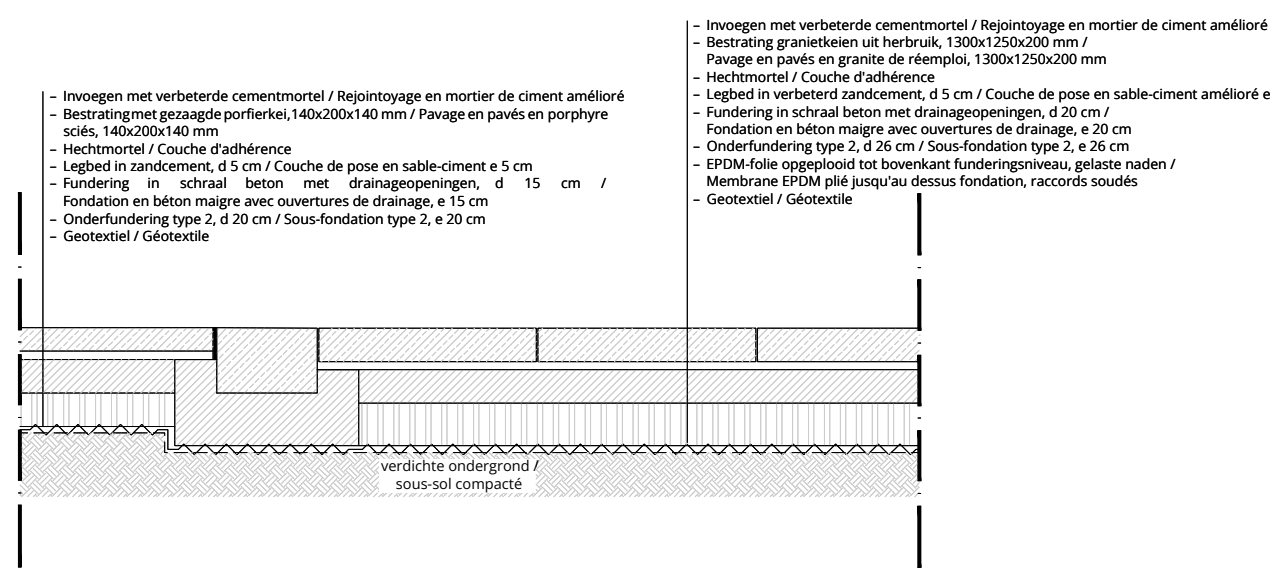 – Invoegen met verbeterde cementmortel / Rejointoyage en mortier de ciment amélioré
– Bestrating met gezaagde porfierkei,140x200x140 mm / Pavage en pavés en porphyre
sciés, 140x200x140 mm
– Hechtmortel / Couche d'adhérence
– Legbed in zandcement, d 5 cm / Couche de pose en sable-ciment e 5 cm
– Fundering in schraal beton met drainageopeningen, d 15 cm /
Fondation en béton maigre avec ouvertures de drainage, e 15 cm
– Onderfundering type 2, d 20 cm / Sous-fondation type 2, e 20 cm
– Geotextiel / Géotextile
– Invoegen met verbeterde cementmortel / Rejointoyage en mortier de ciment amélioré
– Bestrating granietkeien uit herbruik, 1300x1250x200 mm /
Pavage en pavés en granite de réemploi, 1300x1250x200 mm
– Hechtmortel / Couche d'adhérence
– Legbed in verbeterd zandcement, d 5 cm / Couche de pose en sable-ciment amélioré e
– Fundering in schraal beton met drainageopeningen, d 20 cm /
Fondation en béton maigre avec ouvertures de drainage, e 20 cm
– Onderfundering type 2, d 26 cm / Sous-fondation type 2, e 26 cm
– EPDM-folie opgeplooid tot bovenkant funderingsniveau, gelaste naden /
Membrane EPDM plié jusqu'au dessus fondation, raccords soudés
– Geotextiel / Géotextile
verdichte ondergrond /
sous-sol compacté